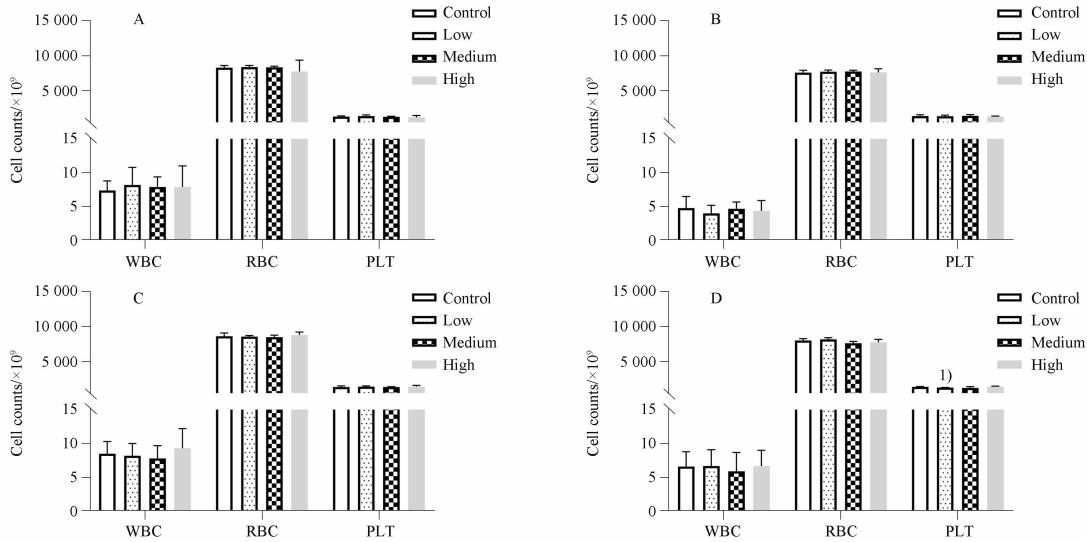 A
Cell counts/×10⁹
15 000
10 000
5 000
15
10
5
0
WBC
RBC
PLT
Control
Low
Medium
High
B
Cell counts/×10⁹
15 000
10 000
5 000
15
10
5
0
WBC
RBC
PLT
Control
Low
Medium
High
C
Cell counts/×10⁹
15 000
10 000
5 000
15
10
5
0
WBC
RBC
PLT
Control
Low
Medium
High
D
Cell counts/×10⁹
15 000
10 000
5 000
15
10
5
0
1)
WBC
RBC
PLT
Control
Low
Medium
High